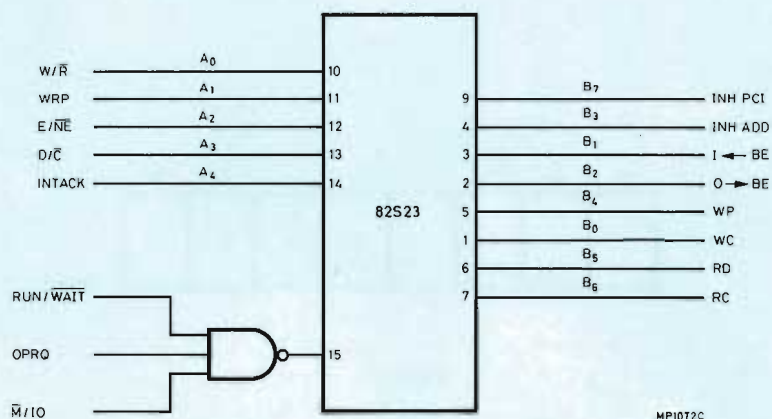 W/R̅ A₀ 10
WRP A₁ 11
E/N̅E̅ A₂ 12
D/C̅ A₃ 13
INTACK A₄ 14
RUN/W̅A̅I̅T̅
OPRQ 15
M̅/IO
82S23
9 B₇ INH PCI
4 B₃ INH ADD
3 B₁ I ← BE
2 B₂ O → BE
5 B₄ WP
1 B₀ WC
6 B₅ RD
7 B₆ RC
MP1072C